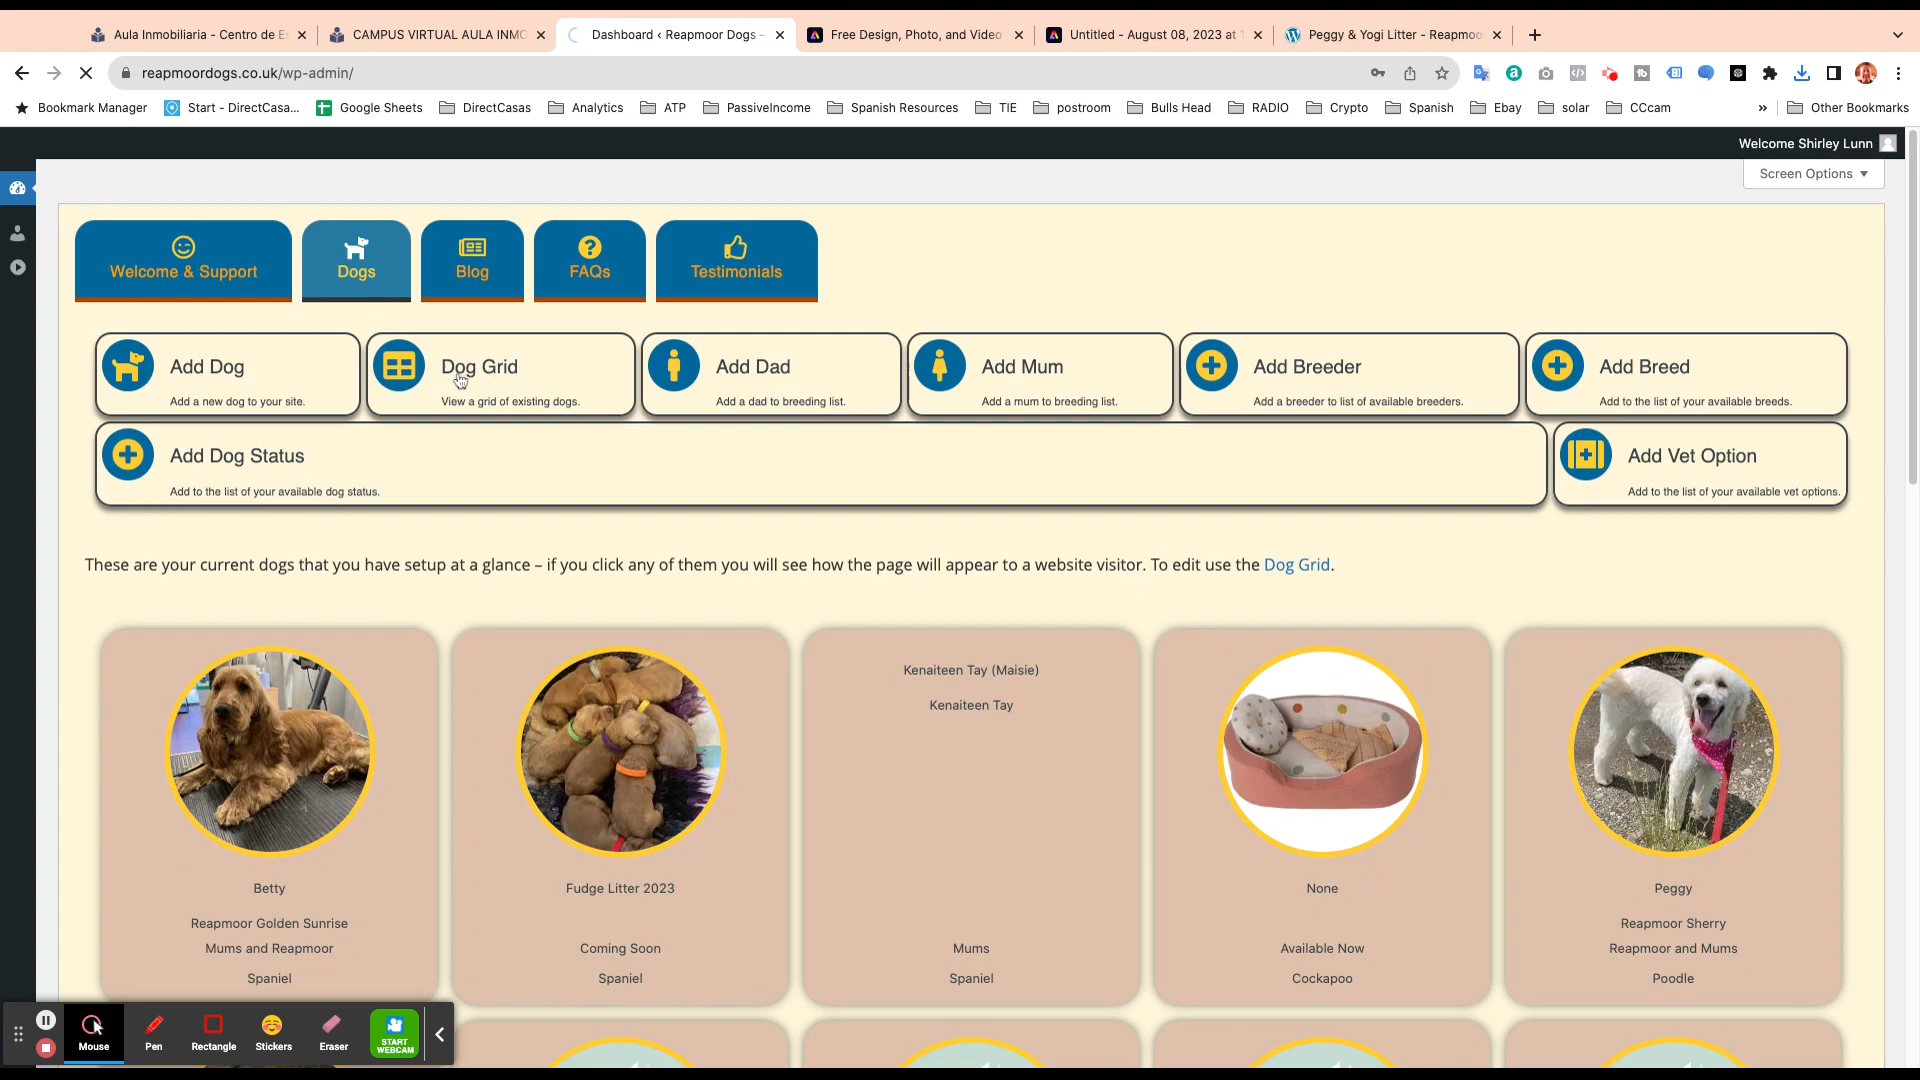 Aula Inmobiliaria - Centro de E
CAMPUS VIRTUAL AULA INMO
Dashboard ‹ Reapmoor Dogs –
Free Design, Photo, and Video
Untitled - August 08, 2023 at 1
Peggy & Yogi Litter - Reapmoo
reapmoordogs.co.uk/wp-admin/
Bookmark Manager
Start - DirectCasa...
Google Sheets
DirectCasas
Analytics
ATP
PassiveIncome
Spanish Resources
TIE
postroom
Bulls Head
RADIO
Crypto
Spanish
Ebay
solar
CCcam
»
Other Bookmarks
Welcome Shirley Lunn
Screen Options
Welcome & Support
Dogs
Blog
FAQs
Testimonials
Add Dog
Add a new dog to your site.
Dog Grid
View a grid of existing dogs.
Add Dad
Add a dad to breeding list.
Add Mum
Add a mum to breeding list.
Add Breeder
Add a breeder to list of available breeders.
Add Breed
Add to the list of your available breeds.
Add Dog Status
Add to the list of your available dog status.
Add Vet Option
Add to the list of your available vet options.
These are your current dogs that you have setup at a glance – if you click any of them you will see how the page will appear to a website visitor. To edit use the Dog Grid.
Betty
Reapmoor Golden Sunrise
Mums and Reapmoor
Spaniel
Fudge Litter 2023
Coming Soon
Spaniel
Kenaiteen Tay (Maisie)
Kenaiteen Tay
Mums
Spaniel
None
Available Now
Cockapoo
Peggy
Reapmoor Sherry
Reapmoor and Mums
Poodle
Mouse
Pen
Rectangle
Stickers
Eraser
START
WEBCAM